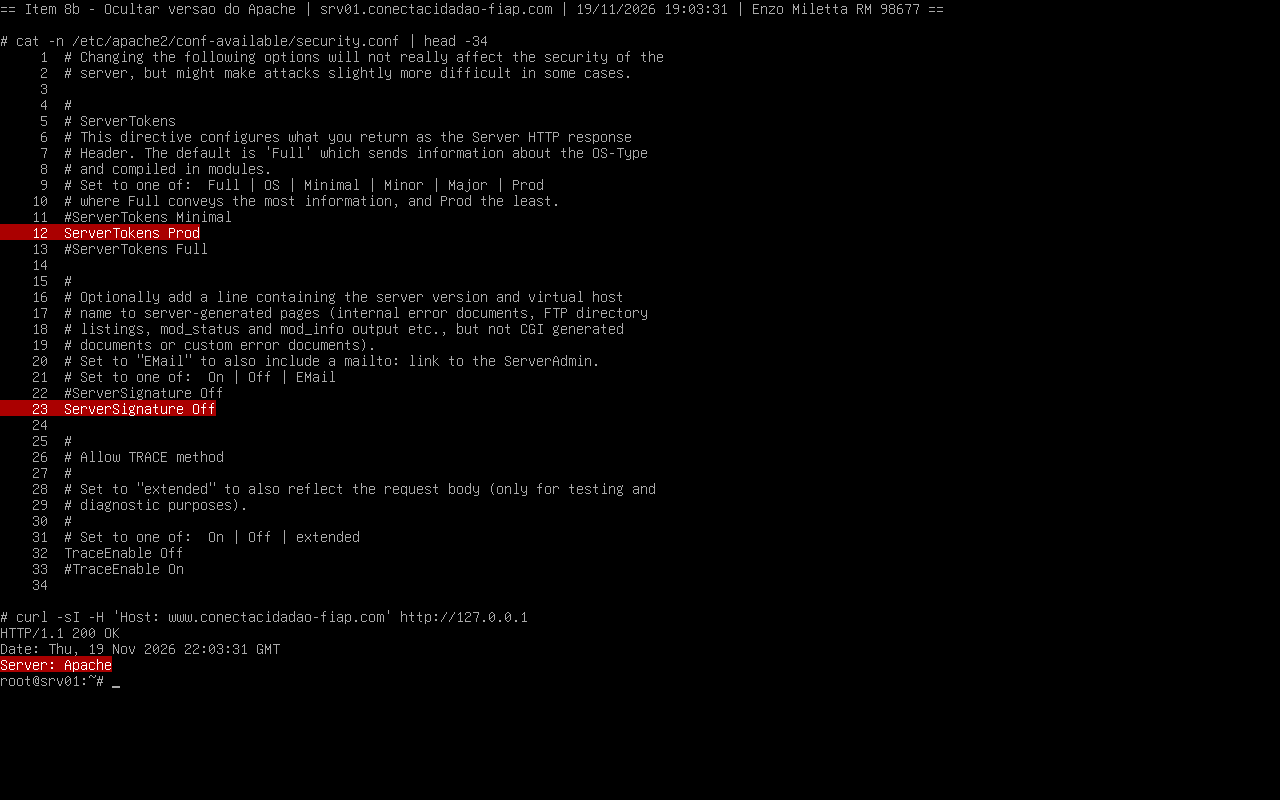 == Item 8b - Ocultar versao do Apache | srv01.conectacidadao-fiap.com | 19/11/2026 19:03:31 | Enzo Miletta RM 98677 ==
# cat -n /etc/apache2/conf-available/security.conf | head -34
     1  # Changing the following options will not really affect the security of the
     2  # server, but might make attacks slightly more difficult in some cases.
     3
     4  #
     5  # ServerTokens
     6  # This directive configures what you return as the Server HTTP response
     7  # Header. The default is 'Full' which sends information about the OS-Type
     8  # and compiled in modules.
     9  # Set to one of:  Full | OS | Minimal | Minor | Major | Prod
    10  # where Full conveys the most information, and Prod the least.
    11  #ServerTokens Minimal
    12  ServerTokens Prod
    13  #ServerTokens Full
    14
    15  #
    16  # Optionally add a line containing the server version and virtual host
    17  # name to server-generated pages (internal error documents, FTP directory
    18  # listings, mod_status and mod_info output etc., but not CGI generated
    19  # documents or custom error documents).
    20  # Set to "EMail" to also include a mailto: link to the ServerAdmin.
    21  # Set to one of:  On | Off | EMail
    22  #ServerSignature Off
    23  ServerSignature Off
    24
    25  #
    26  # Allow TRACE method
    27  #
    28  # Set to "extended" to also reflect the request body (only for testing and
    29  # diagnostic purposes).
    30  #
    31  # Set to one of:  On | Off | extended
    32  TraceEnable Off
    33  #TraceEnable On
    34
# curl -sI -H 'Host: www.conectacidadao-fiap.com' http://127.0.0.1
HTTP/1.1 200 OK
Date: Thu, 19 Nov 2026 22:03:31 GMT
Server: Apache
root@srv01:~# _